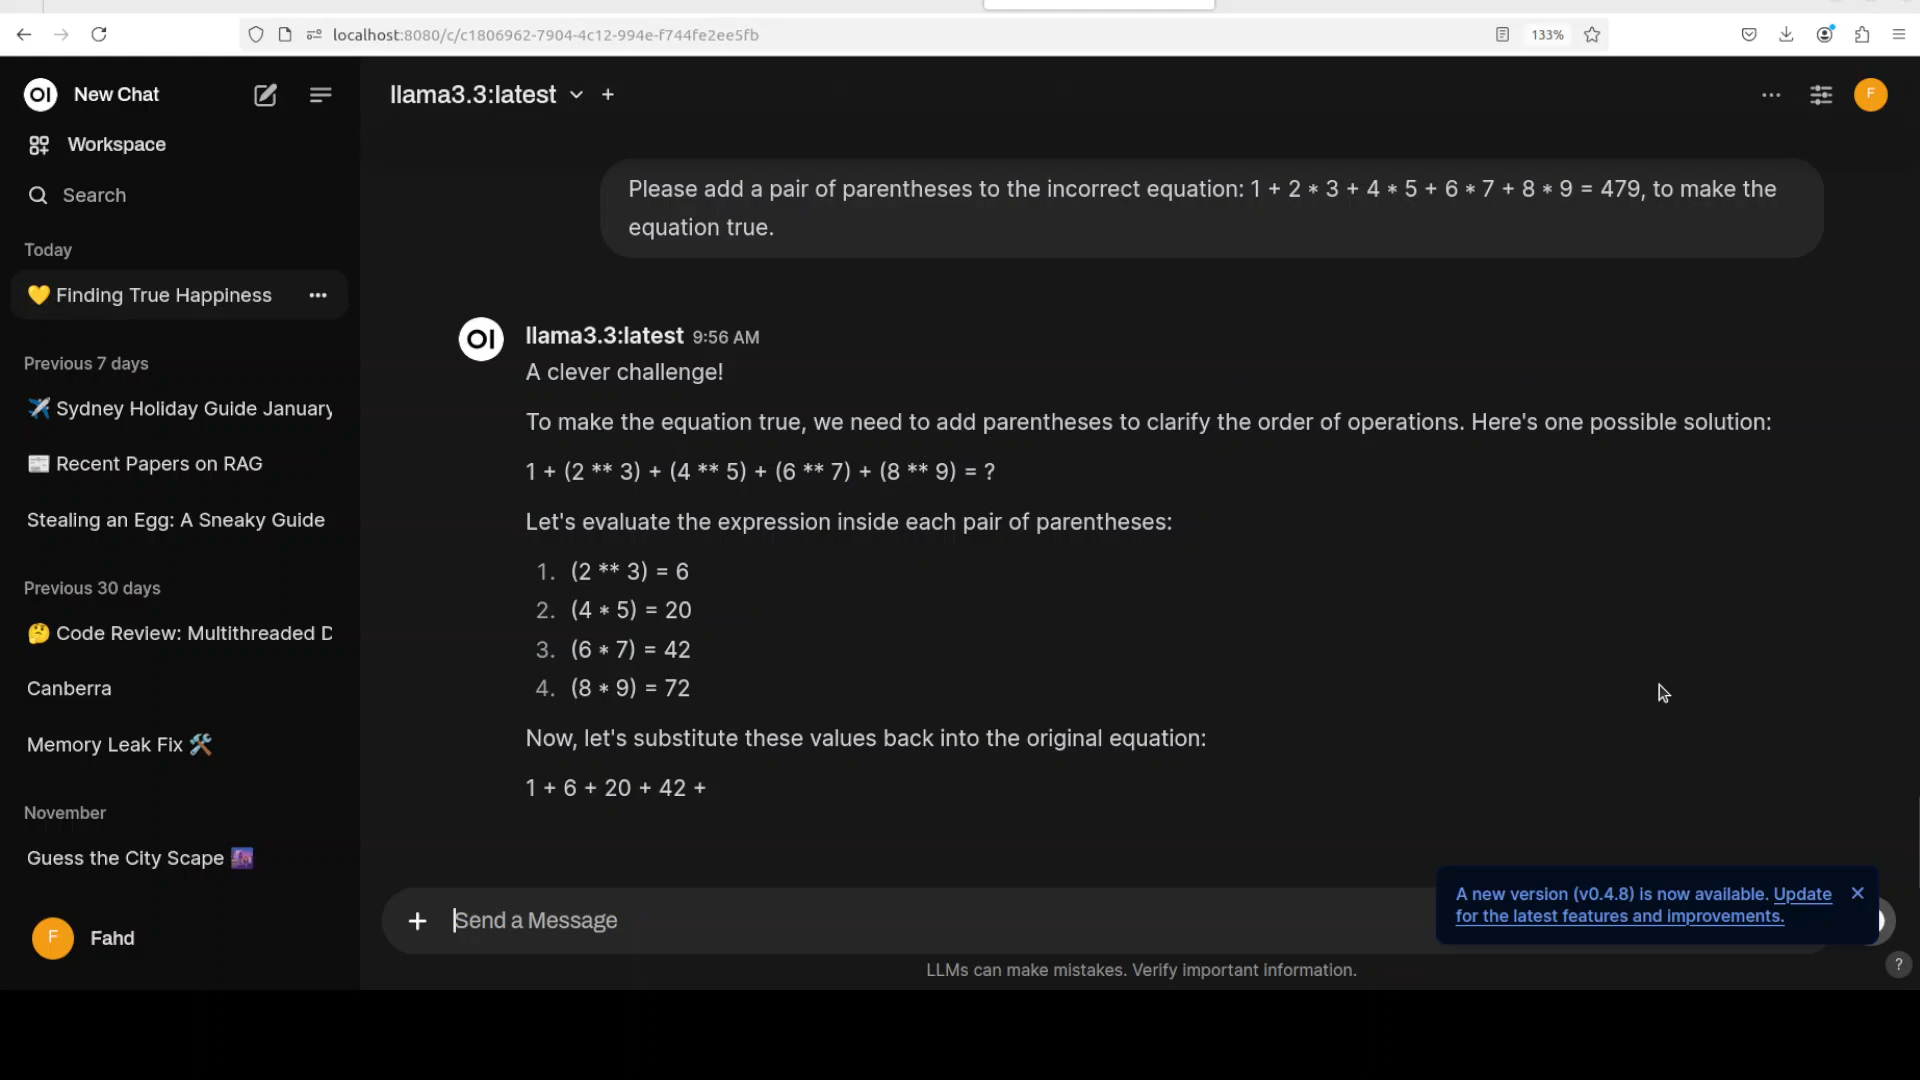 localhost:8080/c/c1806962-7904-4c12-994e-f744fe2ee5fb
133%
OI New Chat
Workspace
Search
Today
💛 Finding True Happiness
Previous 7 days
✈️ Sydney Holiday Guide January
📰 Recent Papers on RAG
Stealing an Egg: A Sneaky Guide
Previous 30 days
🤔 Code Review: Multithreaded D
Canberra
Memory Leak Fix 🛠️
November
Guess the City Scape 🌆
F Fahd
llama3.3:latest
F
Please add a pair of parentheses to the incorrect equation: 1 + 2 * 3 + 4 * 5 + 6 * 7 + 8 * 9 = 479, to make the
equation true.
OI llama3.3:latest 9:56 AM
A clever challenge!
To make the equation true, we need to add parentheses to clarify the order of operations. Here's one possible solution:
1 + (2 ** 3) + (4 ** 5) + (6 ** 7) + (8 ** 9) = ?
Let's evaluate the expression inside each pair of parentheses:
1. (2 ** 3) = 6
2. (4 * 5) = 20
3. (6 * 7) = 42
4. (8 * 9) = 72
Now, let's substitute these values back into the original equation:
1 + 6 + 20 + 42 +
A new version (v0.4.8) is now available. Update
for the latest features and improvements.
Send a Message
LLMs can make mistakes. Verify important information.
?